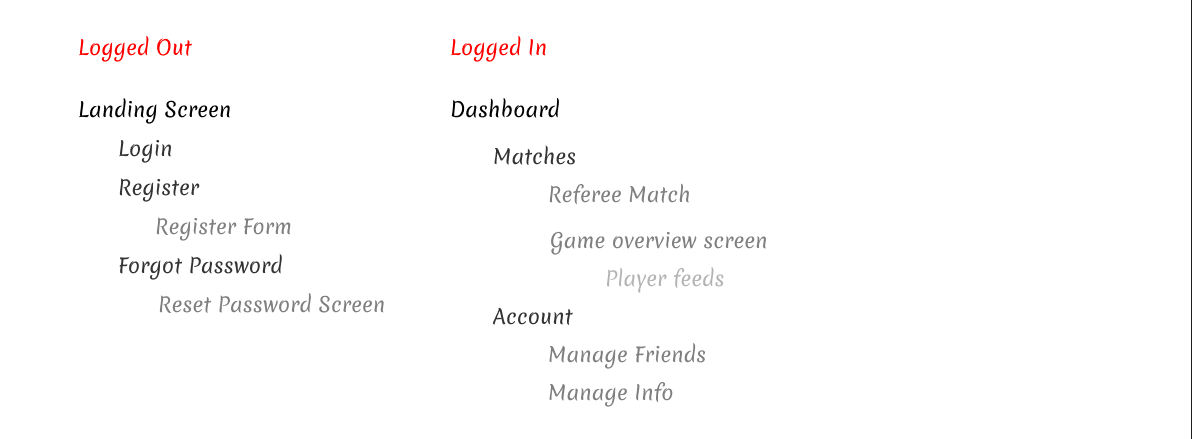 Logged Out
Landing Screen
Login
Register
Register Form
Forgot Password
Reset Password Screen
Logged In
Dashboard
Matches
Referee Match
Game overview screen
Player feeds
Account
Manage Friends
Manage Info